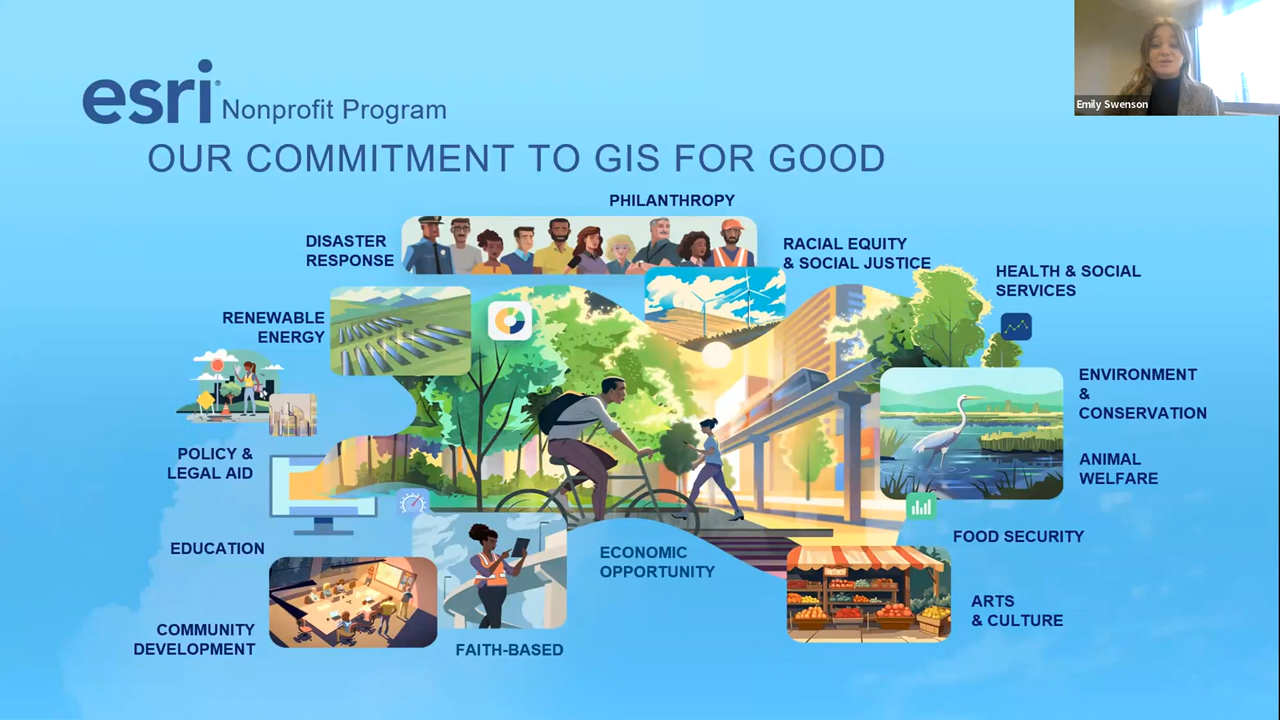 Emily Swenson
esri® Nonprofit Program
OUR COMMITMENT TO GIS FOR GOOD
PHILANTHROPY
DISASTER
RESPONSE
RACIAL EQUITY
& SOCIAL JUSTICE
HEALTH & SOCIAL
SERVICES
RENEWABLE
ENERGY
ENVIRONMENT
&
CONSERVATION
POLICY &
LEGAL AID
ANIMAL
WELFARE
EDUCATION
ECONOMIC
OPPORTUNITY
FOOD SECURITY
COMMUNITY
DEVELOPMENT
FAITH-BASED
ARTS
& CULTURE